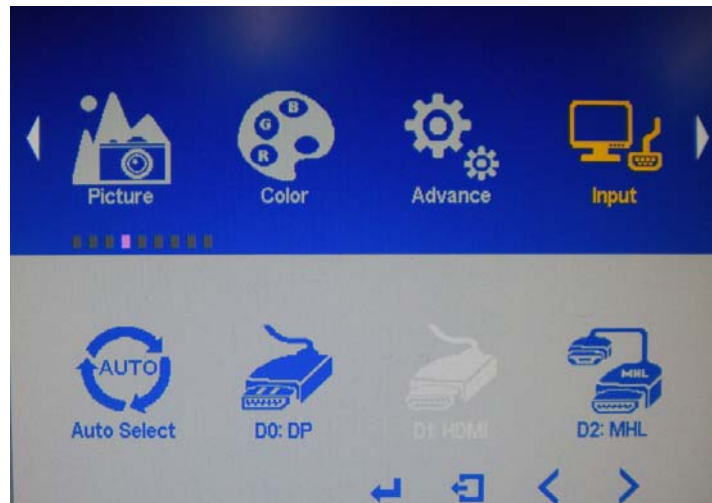 B
G
R
Picture
Color
Advance
Input
AUTO
MHL
Auto Select
D0: DP
D1: HDMI
D2: MHL